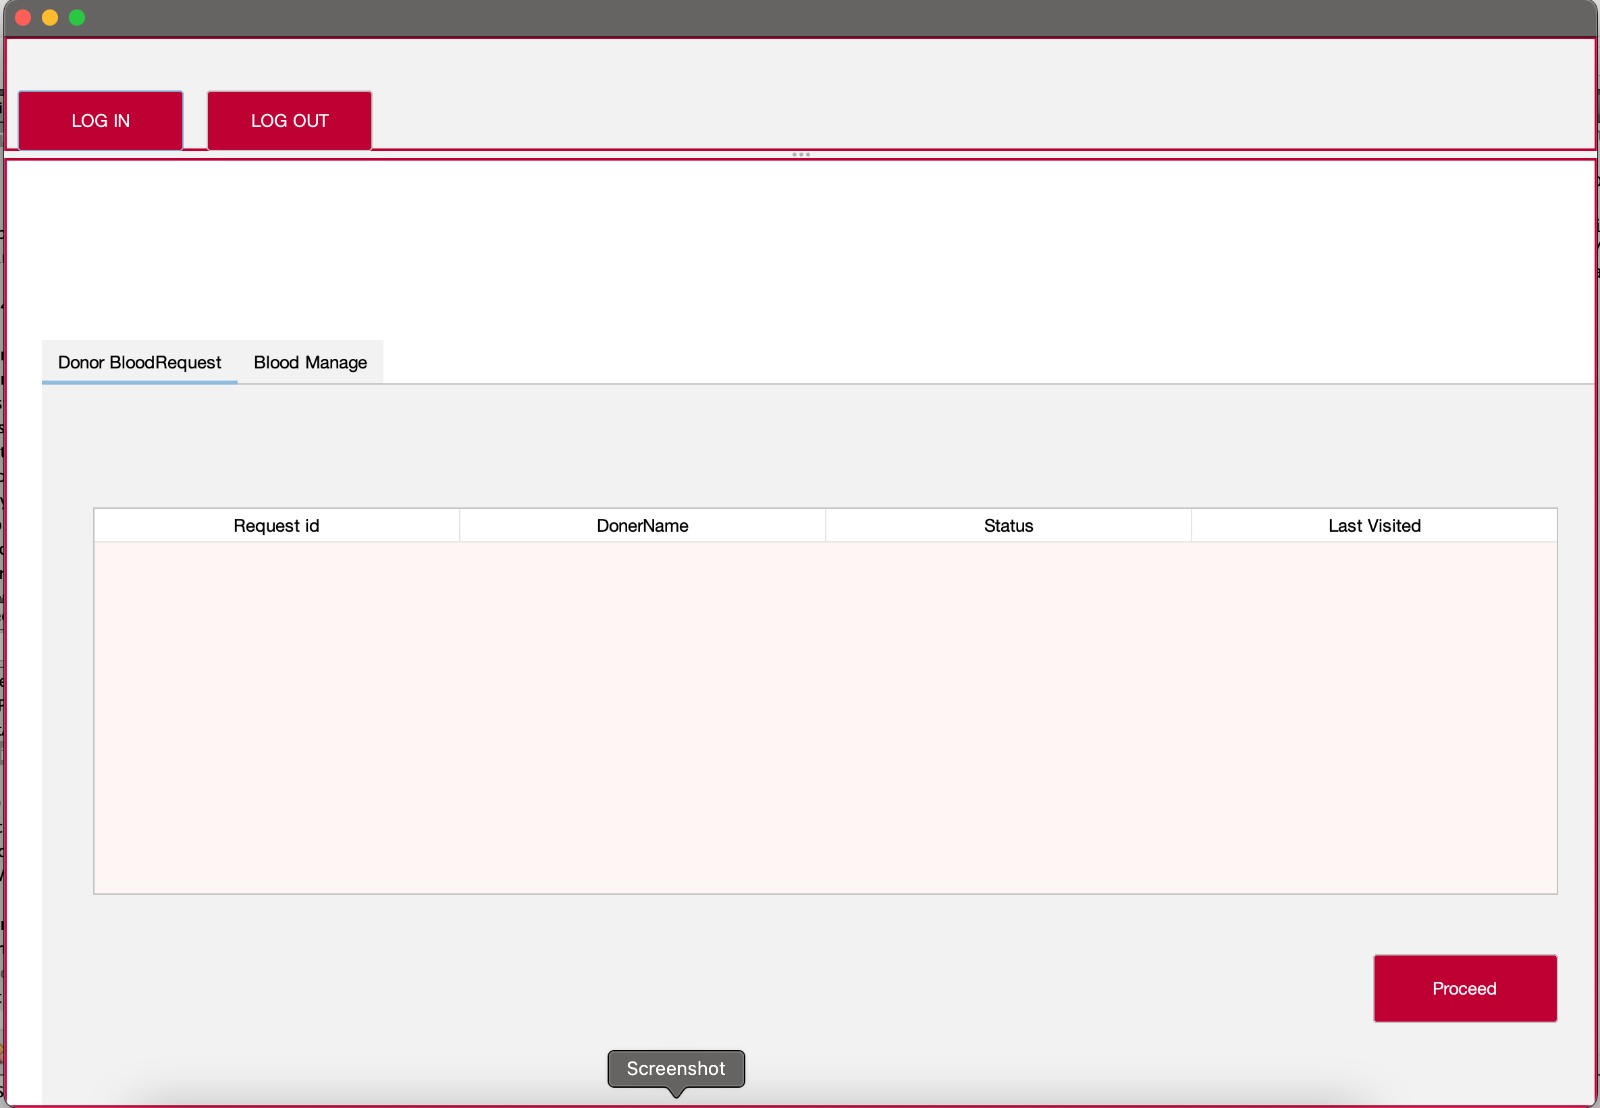 LOG IN LOG OUT
Donor BloodRequest Blood Manage
Request id DonerName Status Last Visited
Proceed
Screenshot